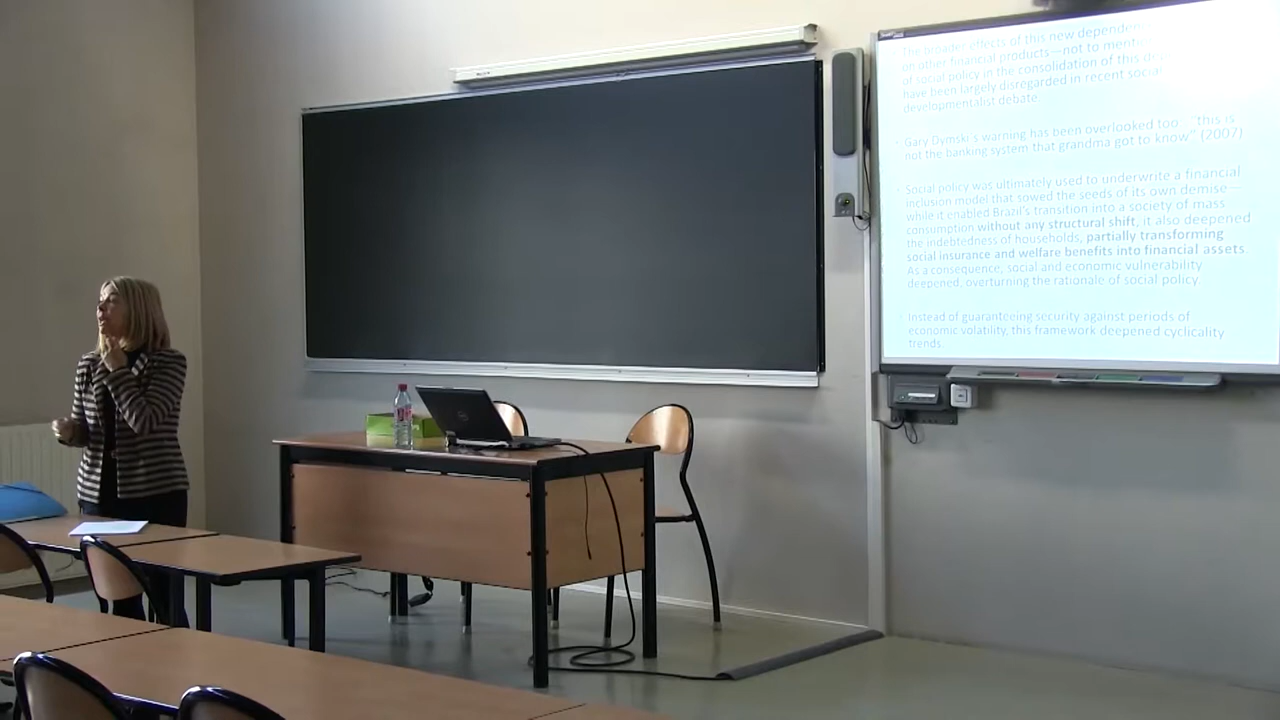 The broader effects of this new dependence
on other financial products—not to mention
of social policy in the consolidation of this
have been largely disregarded in recent social
developmentalist debate.
Gary Dymski's warning has been overlooked too: "this is
not the banking system that grandma got to know" (2007)
Social policy was ultimately used to underwrite a financial
inclusion model that sowed the seeds of its own demise—
while it enabled Brazil's transition into a society of mass
consumption without any structural shift, it also deepened
the indebtedness of households, partially transforming
social insurance and welfare benefits into financial assets.
As a consequence, social and economic vulnerability
deepened, overturning the rationale of social policy.
Instead of guaranteeing security against periods of
economic volatility, this framework deepened cyclicality
trends.